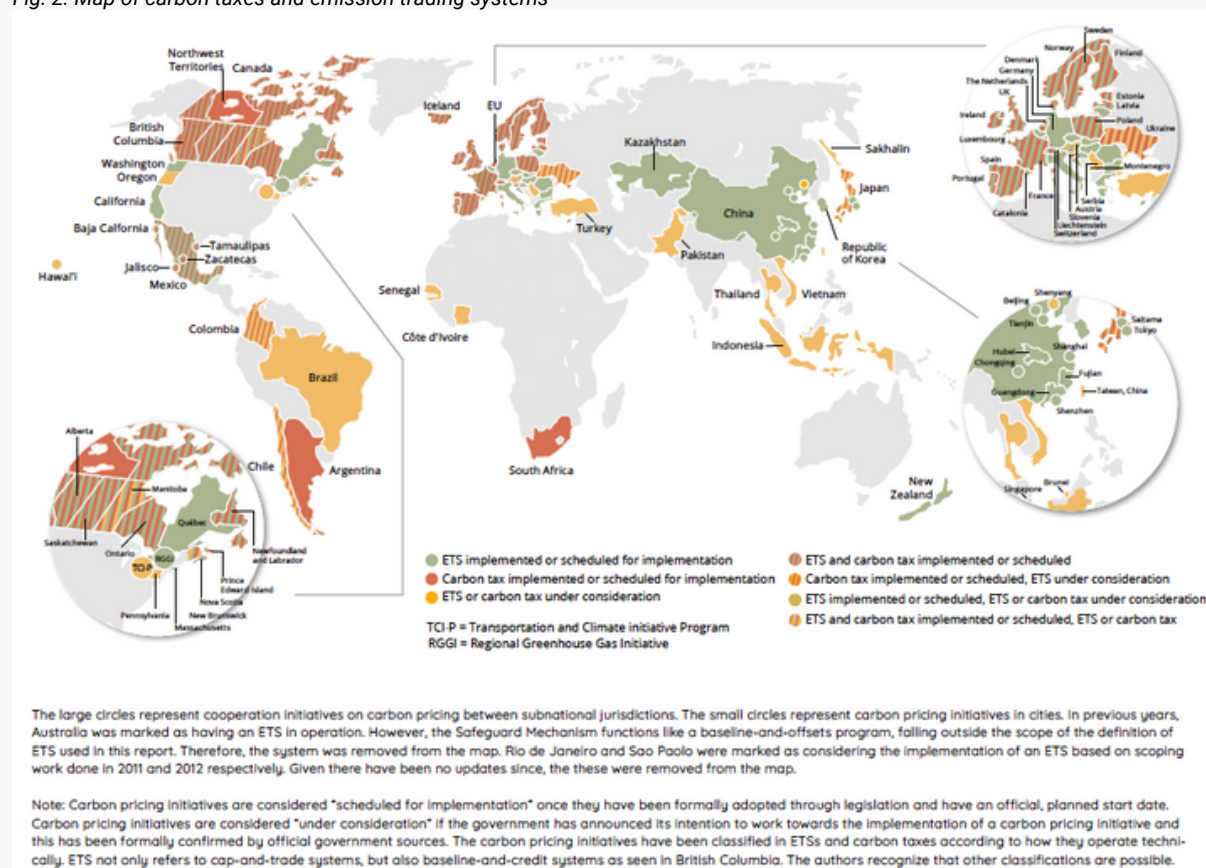 Fig. 2: Map of carbon taxes and emission trading systems
Northwest
Territories
Canada
British
Columbia
Washington
Oregon
California
Baja Calfornia
Tamaulipas
Zacatecas
Jalisco
Mexico
Hawai'i
Iceland
EU
Kazakhstan
Sakhalin
Japan
China
Turkey
Pakistan
Republic
of Korea
Senegal
Côte d'Ivoire
Thailand
Vietnam
Indonesia
Colombia
Brazil
Chile
Argentina
South Africa
New
Zealand
Sweden
Norway
Finland
Denmark
Germany
The Netherlands
UK
Estonia
Latvia
Ireland
Poland
Ukraine
Luxembourg
Spain
Portugal
Montenegro
France
Catalonia
Serbia
Austria
Slovenia
Liechtenstein
Switzerland
Shenyang
Beijing
Tianjin
Saitama
Tokyo
Hubei
Shanghai
Chongqing
Fujian
Guangdong
Taiwan, China
Shenzhen
Singapore
Brunei
Alberta
Manitoba
Québec
Saskatchewan
Ontario
RGGI
TCI-P
Newfoundland
and Labrador
Prince
Edward Island
Nova Scotia
Pennsylvania
New Brunswick
Massachusetts
ETS implemented or scheduled for implementation
Carbon tax implemented or scheduled for implementation
ETS or carbon tax under consideration
TCI-P = Transportation and Climate initiative Program
RGGI = Regional Greenhouse Gas Initiative
ETS and carbon tax implemented or scheduled
Carbon tax implemented or scheduled, ETS under consideration
ETS implemented or scheduled, ETS or carbon tax under consideration
ETS and carbon tax implemented or scheduled, ETS or carbon tax
The large circles represent cooperation initiatives on carbon pricing between subnational jurisdictions. The small circles represent carbon pricing initiatives in cities. In previous years,
Australia was marked as having an ETS in operation. However, the Safeguard Mechanism functions like a baseline-and-offsets program, falling outside the scope of the definition of
ETS used in this report. Therefore, the system was removed from the map. Rio de Janeiro and Sao Paolo were marked as considering the implementation of an ETS based on scoping
work done in 2011 and 2012 respectively. Given there have been no updates since, the these were removed from the map.
Note: Carbon pricing initiatives are considered "scheduled for implementation" once they have been formally adopted through legislation and have an official, planned start date.
Carbon pricing initiatives are considered "under consideration" if the government has announced its intention to work towards the implementation of a carbon pricing initiative and
this has been formally confirmed by official government sources. The carbon pricing initiatives have been classified in ETSs and carbon taxes according to how they operate techni-
cally. ETS not only refers to cap-and-trade systems, but also baseline-and-credit systems as seen in British Columbia. The authors recognize that other classifications are possible.